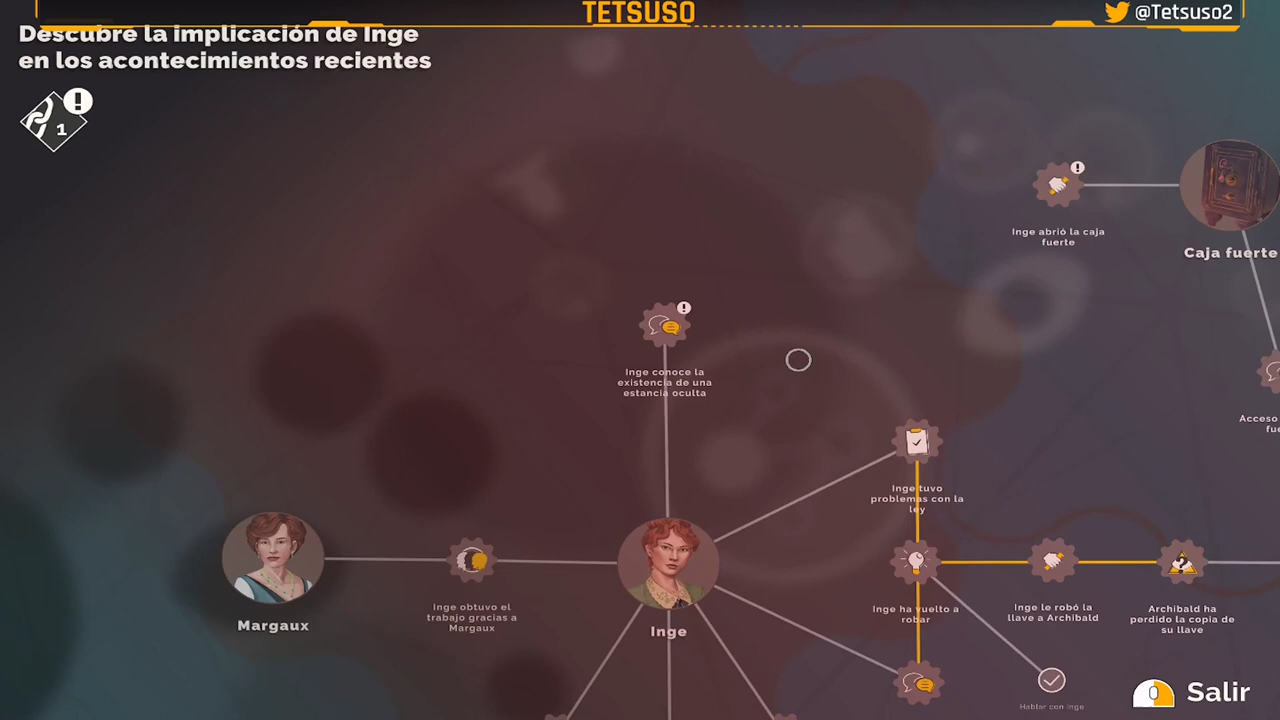 TETSUSO
@Tetsuso2
Descubre la implicación de Inge
en los acontecimientos recientes
1
Inge abrió la caja
fuerte
Caja fuerte
Inge conoce la
existencia de una
estancia oculta
Acceso
Inge tuvo
problemas con la
ley
Inge obtuvo el
trabajo gracias a
Margaux
Margaux
Inge
Inge ha vuelto a
robar
Inge le robó la
llave a Archibald
Archibald ha
perdido la copia de
su llave
Hablar con Inge
Salir